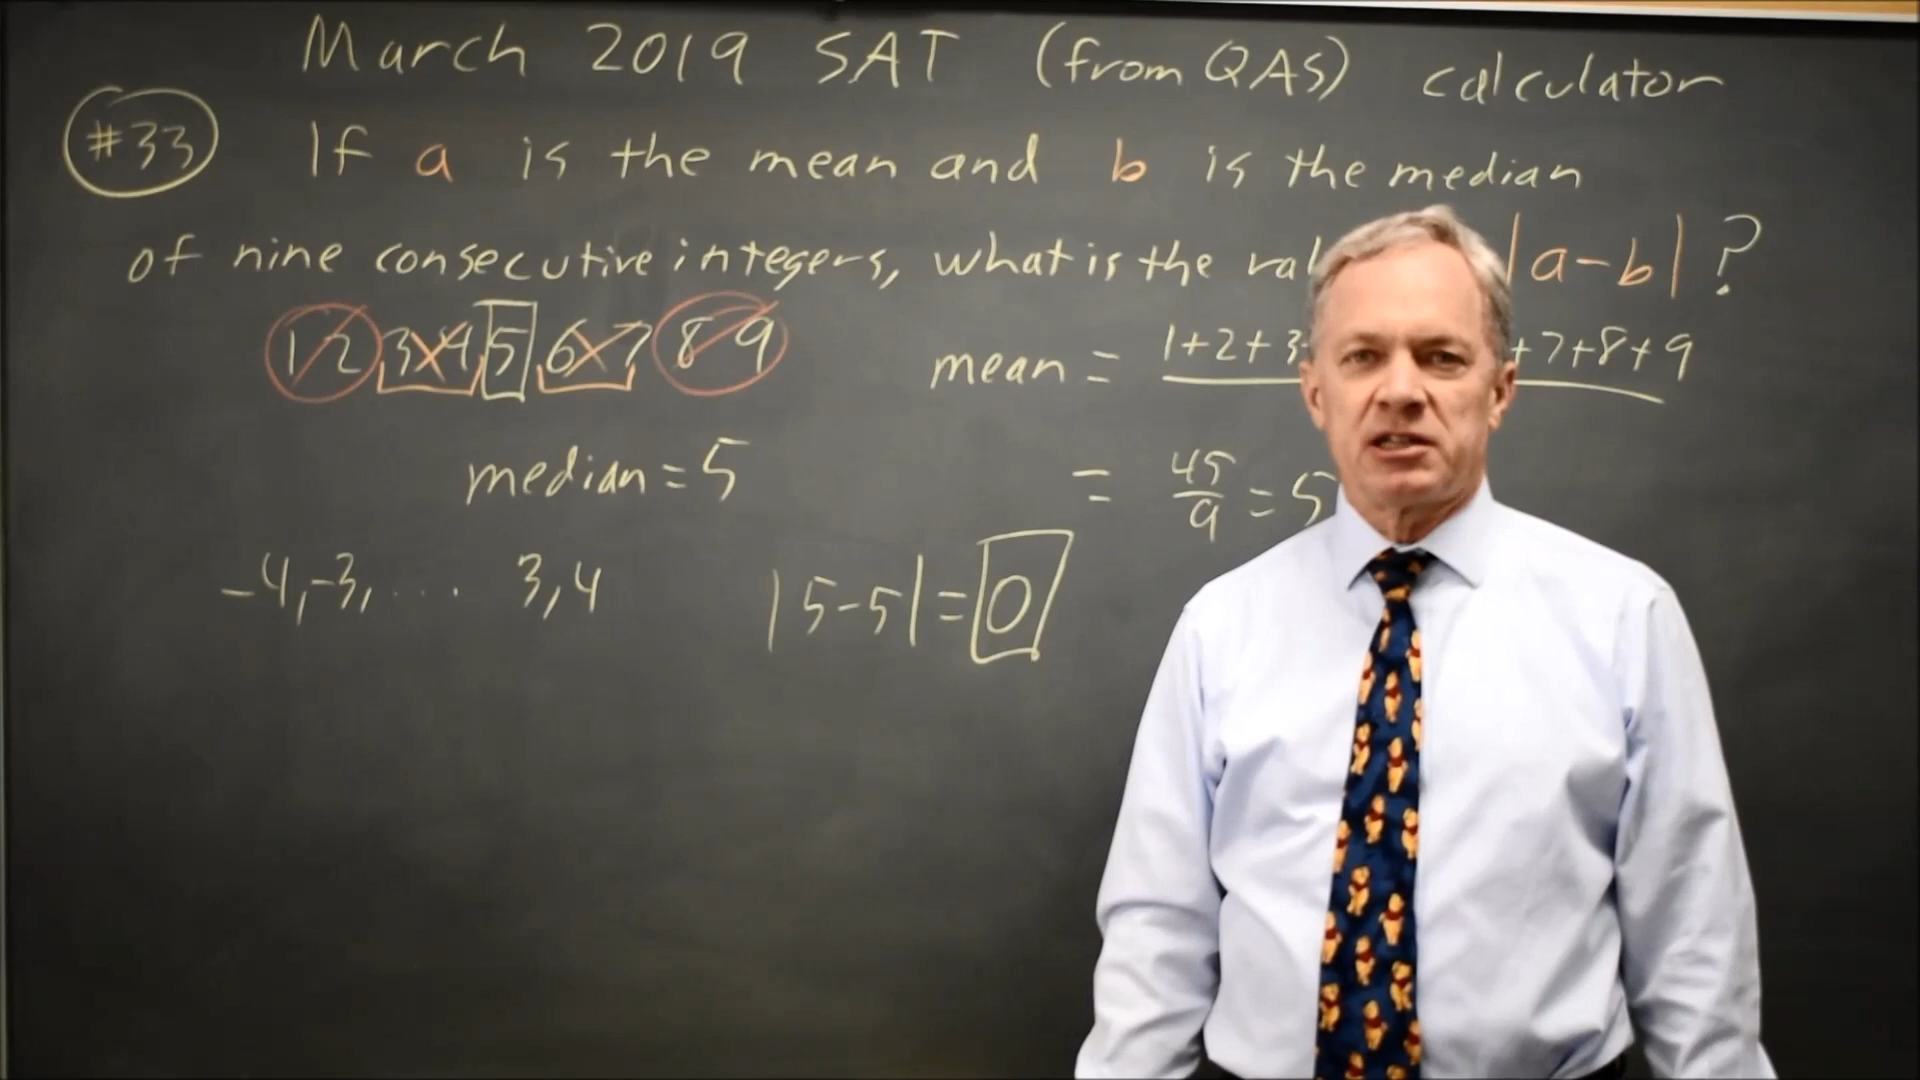 March 2019 SAT (from QAS) calculator
#33 If a is the mean and b is the median
of nine consecutive integers, what is the |a-b| ?
1 2 3 4 5 6 7 8 9
mean = 1+2+3 +7+8+9
median = 5
= 45/9 = 5
-4,-3, .... 3,4
|5-5| = 0